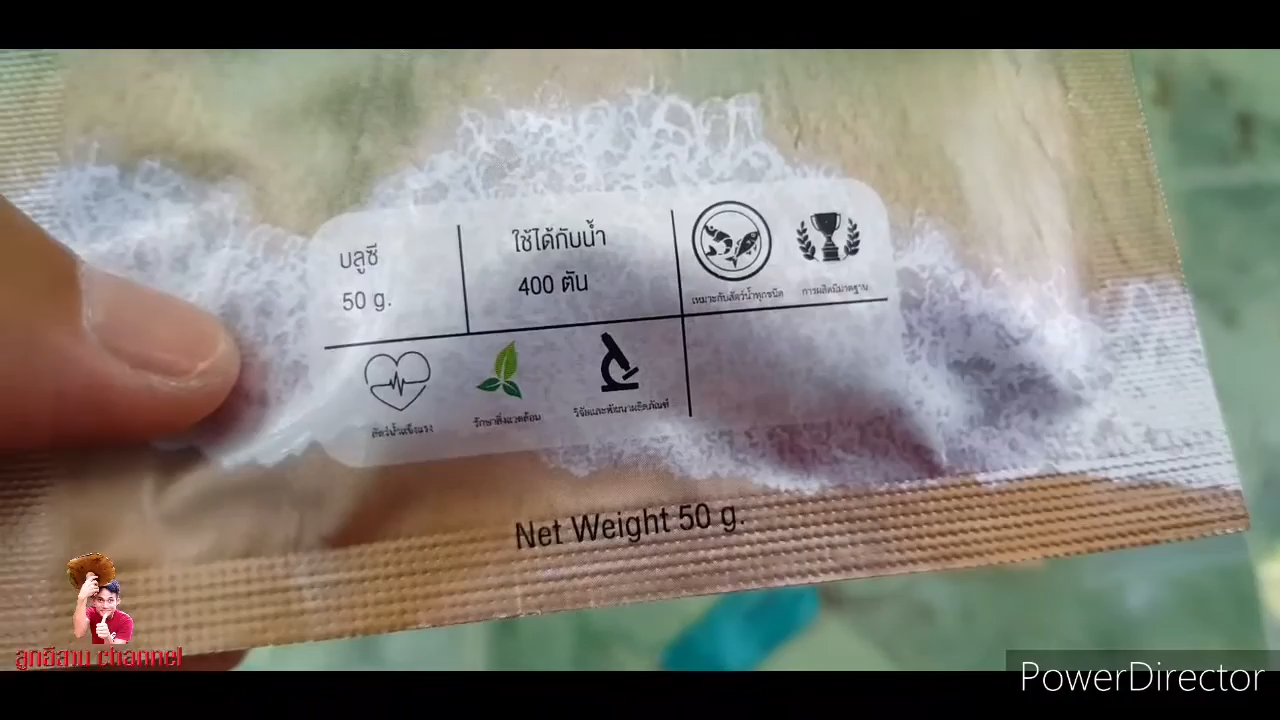 บลูซี
50 g.
ใช้ได้กับน้ำ
400 ตัน
เหมาะกับสัตว์น้ำทุกชนิด
การผลิตมีมาตฐาน
สัตว์น้ำแข็งแรง
รักษาสิ่งแวดล้อม
วิจัยและพัฒนาผลิตภัณฑ์
Net Weight 50 g.
ลูกอีสาน channel
PowerDirector